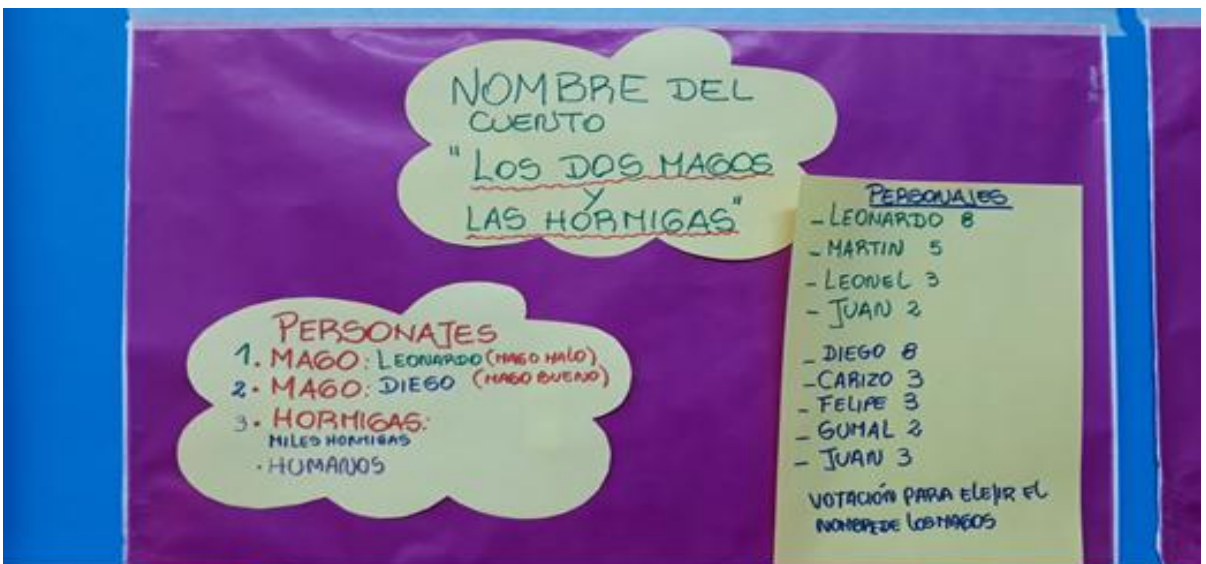 NOMBRE DEL
CUENTO
"LOS DOS MAGOS
Y
LAS HORMIGAS"
PERSONAJES
1. MAGO: LEONARDO (MAGO MALO)
2. MAGO: DIEGO (MAGO BUENO)
3. HORMIGAS:
MILES HORMIGAS
. HUMANOS
PERSONAJES
- LEONARDO 8
- MARTIN 5
- LEONEL 3
- JUAN 2
- DIEGO 8
- CARIZO 3
- FELIPE 3
- GUMAL 2
- JUAN 3
VOTACIÓN PARA ELEJIR EL
NOMBRE DE LOS MAGOS